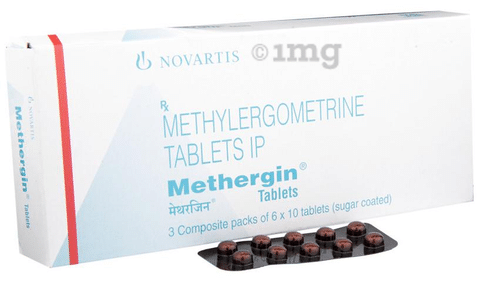 NOVARTIS
©1mg
Rx
METHYLERGOMETRINE
TABLETS IP
Methergin®
Tablets
मेथरजिन®
3 Composite packs of 6 x 10 tablets (sugar coated)
NOVARTIS
Methergin® Tablets